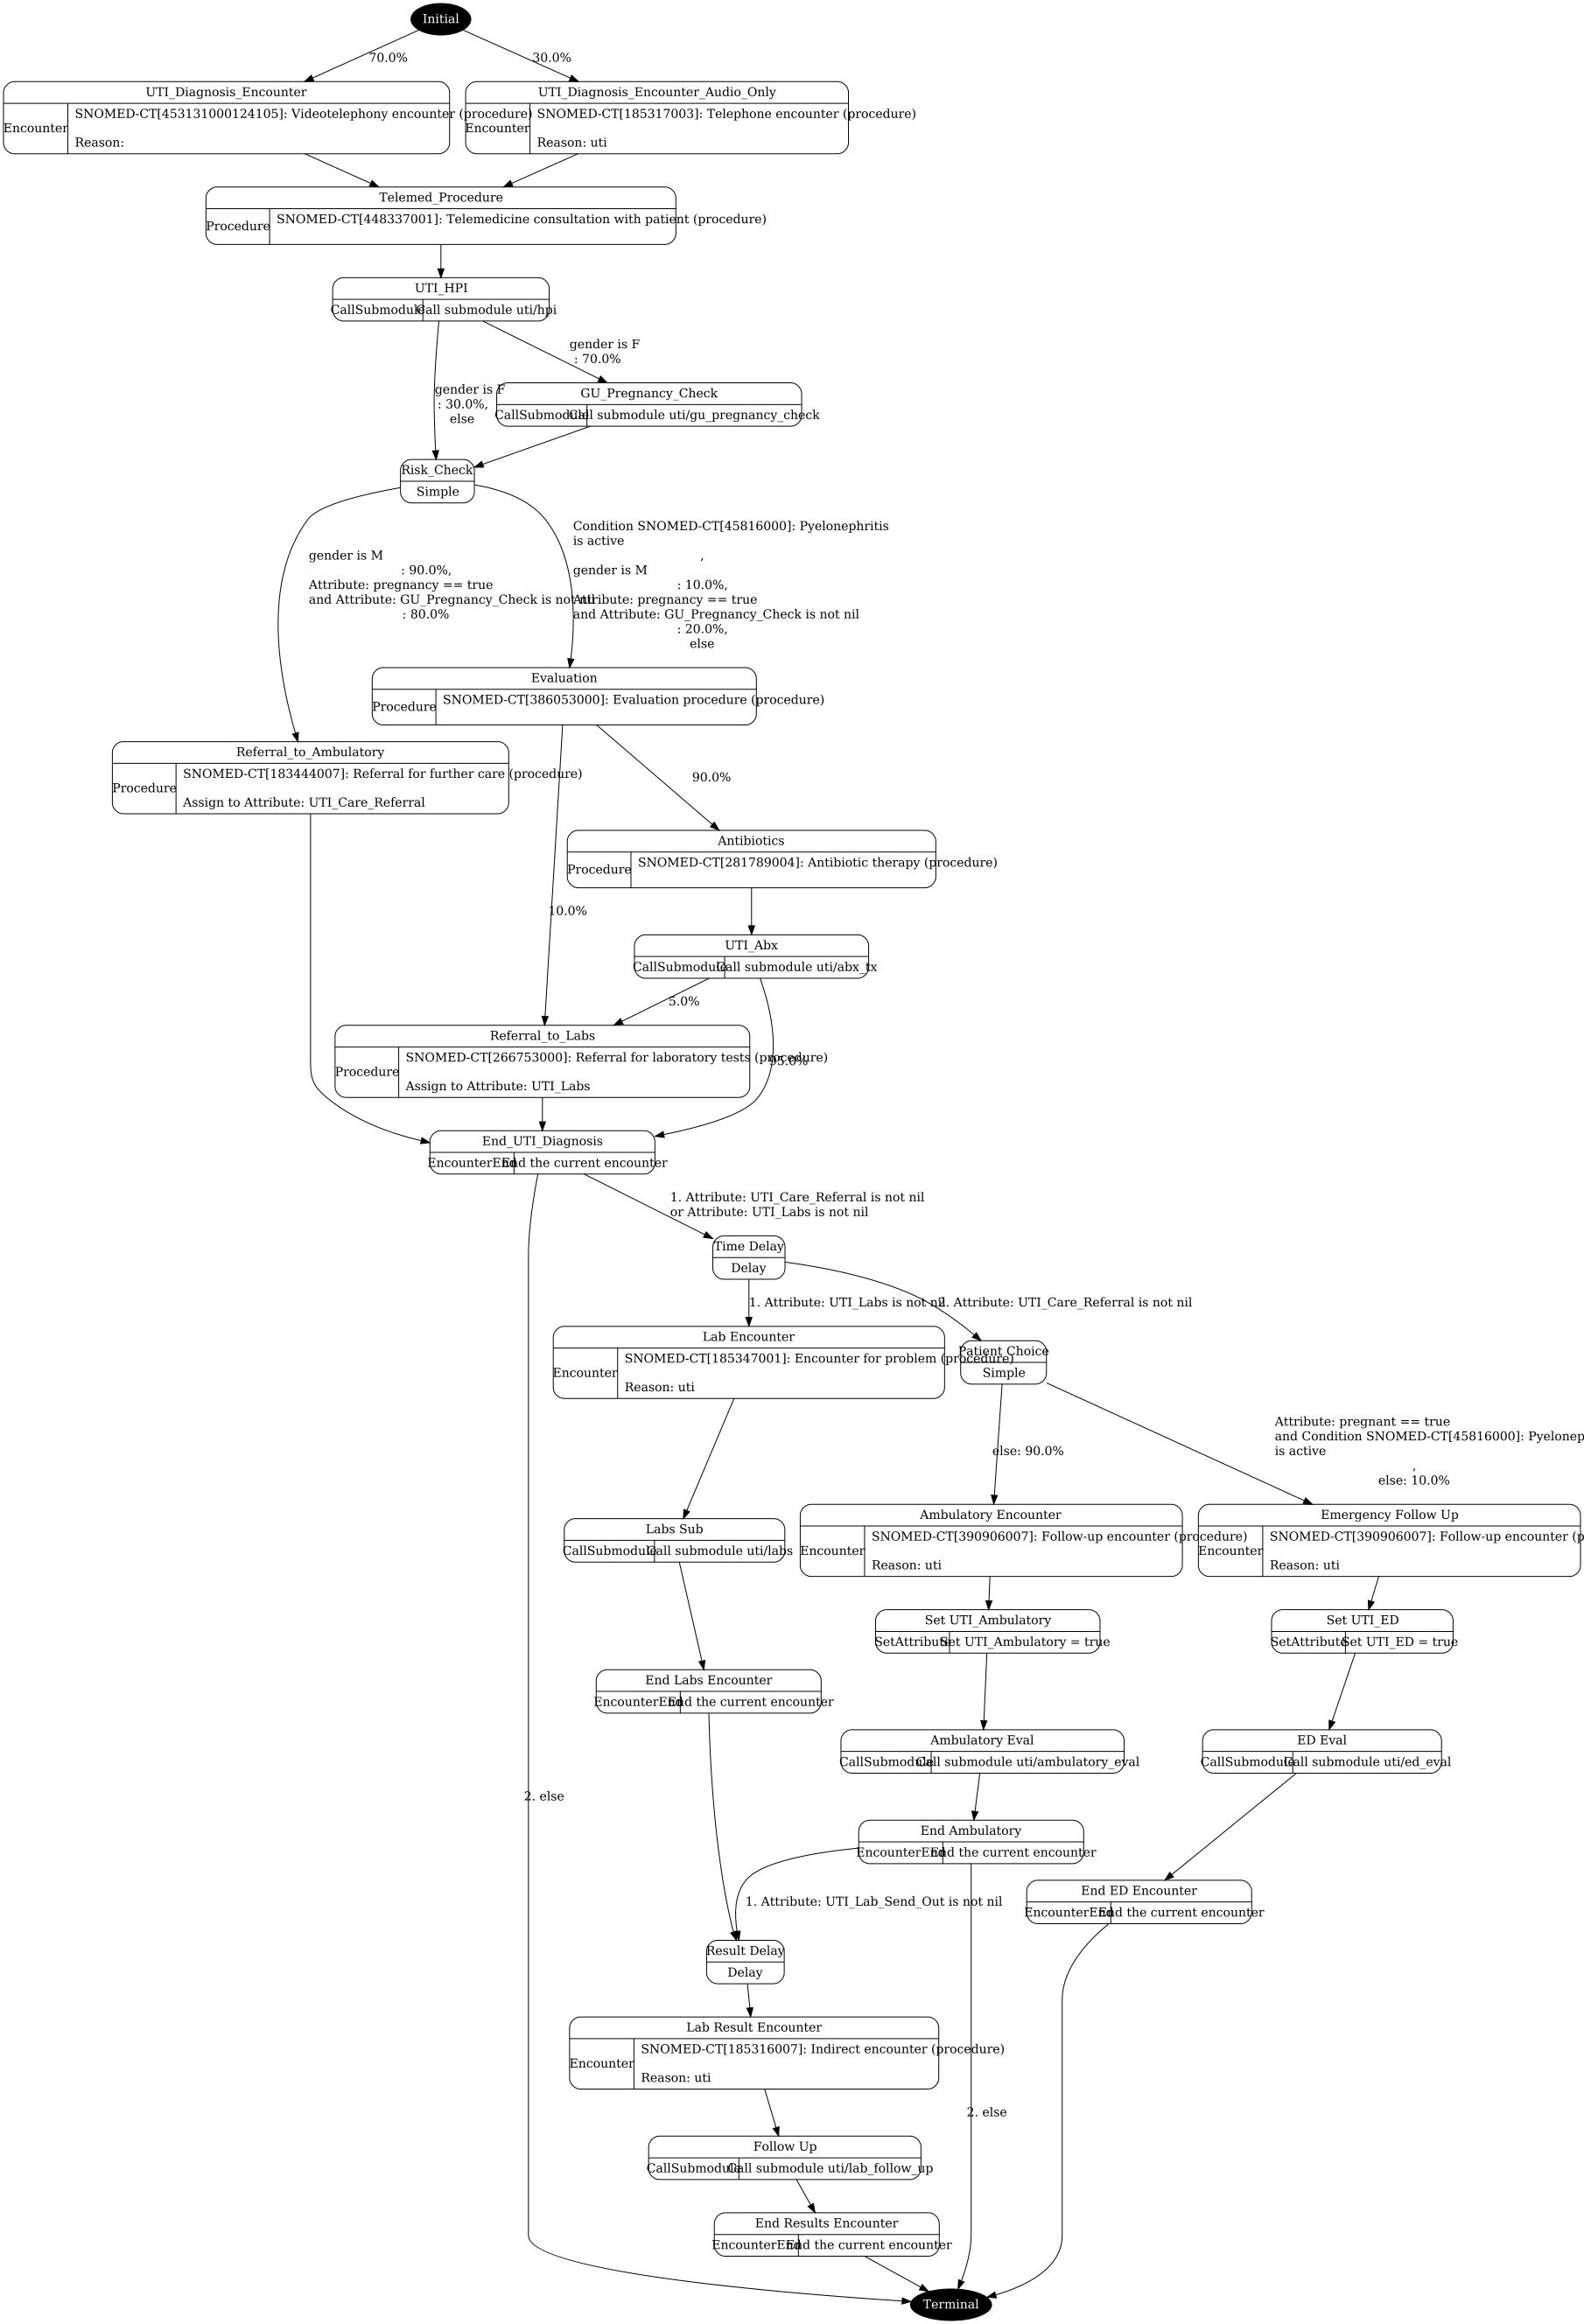 Initial
70.0%
30.0%
UTI_Diagnosis_Encounter
Encounter
SNOMED-CT[453131000124105]: Videotelephony encounter (procedure)
Reason:
UTI_Diagnosis_Encounter_Audio_Only
Encounter
SNOMED-CT[185317003]: Telephone encounter (procedure)
Reason: uti
Telemed_Procedure
Procedure
SNOMED-CT[448337001]: Telemedicine consultation with patient (procedure)
UTI_HPI
CallSubmodule
Call submodule uti/hpi
gender is F
: 70.0%
gender is F
: 30.0%,
else
GU_Pregnancy_Check
CallSubmodule
Call submodule uti/gu_pregnancy_check
Risk_Check
Simple
gender is M
: 90.0%,
Attribute: pregnancy == true
and Attribute: GU_Pregnancy_Check is not nil
: 80.0%
Condition SNOMED-CT[45816000]: Pyelonephritis
is active
,
gender is M
: 10.0%,
Attribute: pregnancy == true
and Attribute: GU_Pregnancy_Check is not nil
: 20.0%,
else
Evaluation
Procedure
SNOMED-CT[386053000]: Evaluation procedure (procedure)
Referral_to_Ambulatory
Procedure
SNOMED-CT[183444007]: Referral for further care (procedure)
Assign to Attribute: UTI_Care_Referral
90.0%
10.0%
Antibiotics
Procedure
SNOMED-CT[281789004]: Antibiotic therapy (procedure)
UTI_Abx
CallSubmodule
Call submodule uti/abx_tx
5.0%
95.0%
Referral_to_Labs
Procedure
SNOMED-CT[266753000]: Referral for laboratory tests (procedure)
Assign to Attribute: UTI_Labs
End_UTI_Diagnosis
EncounterEnd
End the current encounter
1. Attribute: UTI_Care_Referral is not nil
or Attribute: UTI_Labs is not nil
2. else
Time Delay
Delay
1. Attribute: UTI_Labs is not nil
2. Attribute: UTI_Care_Referral is not nil
Lab Encounter
Encounter
SNOMED-CT[185347001]: Encounter for problem (procedure)
Reason: uti
Patient Choice
Simple
else: 90.0%
Attribute: pregnant == true
and Condition SNOMED-CT[45816000]: Pyelonep
is active
,
else: 10.0%
Ambulatory Encounter
Encounter
SNOMED-CT[390906007]: Follow-up encounter (procedure)
Reason: uti
Emergency Follow Up
Encounter
SNOMED-CT[390906007]: Follow-up encounter (p
Reason: uti
Labs Sub
CallSubmodule
Call submodule uti/labs
Set UTI_Ambulatory
SetAttribute
Set UTI_Ambulatory = true
Set UTI_ED
SetAttribute
Set UTI_ED = true
End Labs Encounter
EncounterEnd
End the current encounter
Ambulatory Eval
CallSubmodule
Call submodule uti/ambulatory_eval
ED Eval
CallSubmodule
Call submodule uti/ed_eval
End Ambulatory
EncounterEnd
End the current encounter
End ED Encounter
EncounterEnd
End the current encounter
1. Attribute: UTI_Lab_Send_Out is not nil
2. else
Result Delay
Delay
Lab Result Encounter
Encounter
SNOMED-CT[185316007]: Indirect encounter (procedure)
Reason: uti
Follow Up
CallSubmodule
Call submodule uti/lab_follow_up
End Results Encounter
EncounterEnd
End the current encounter
Terminal